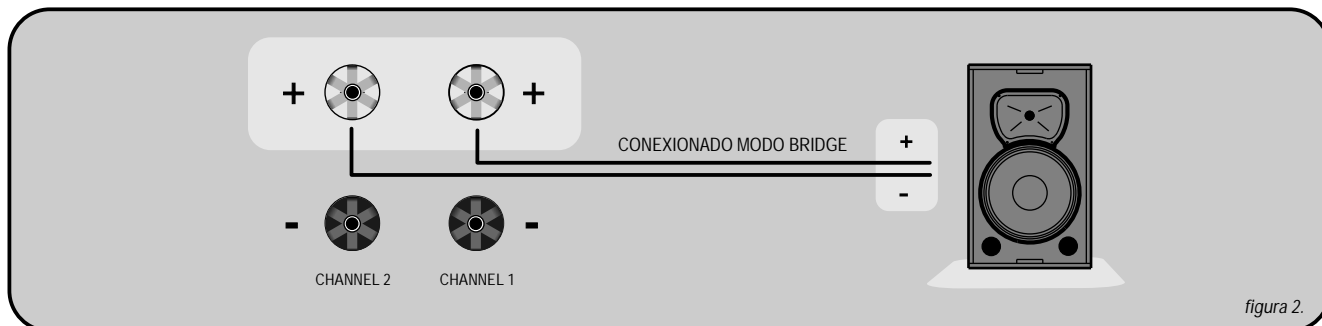 + +
CONEXIONADO MODO BRIDGE
+
-
- -
CHANNEL 2
CHANNEL 1
figura 2.